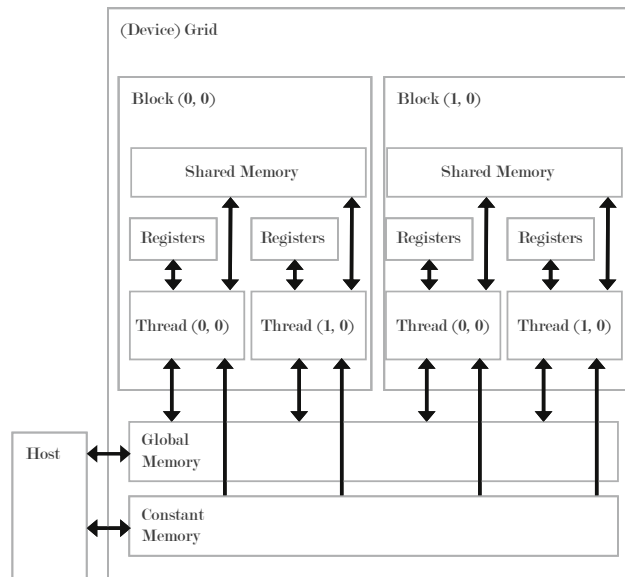 (Device) Grid
Block (0, 0)
Block (1, 0)
Shared Memory
Shared Memory
Registers
Registers
Registers
Registers
Thread (0, 0)
Thread (1, 0)
Thread (0, 0)
Thread (1, 0)
Host
Global
Memory
Constant
Memory